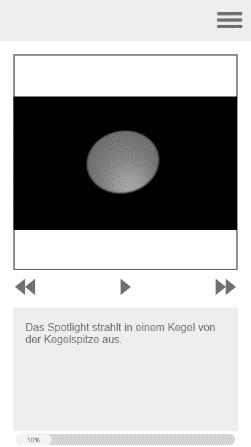 Das Spotlight strahlt in einem Kegel von
der Kegelspitze aus.
10%